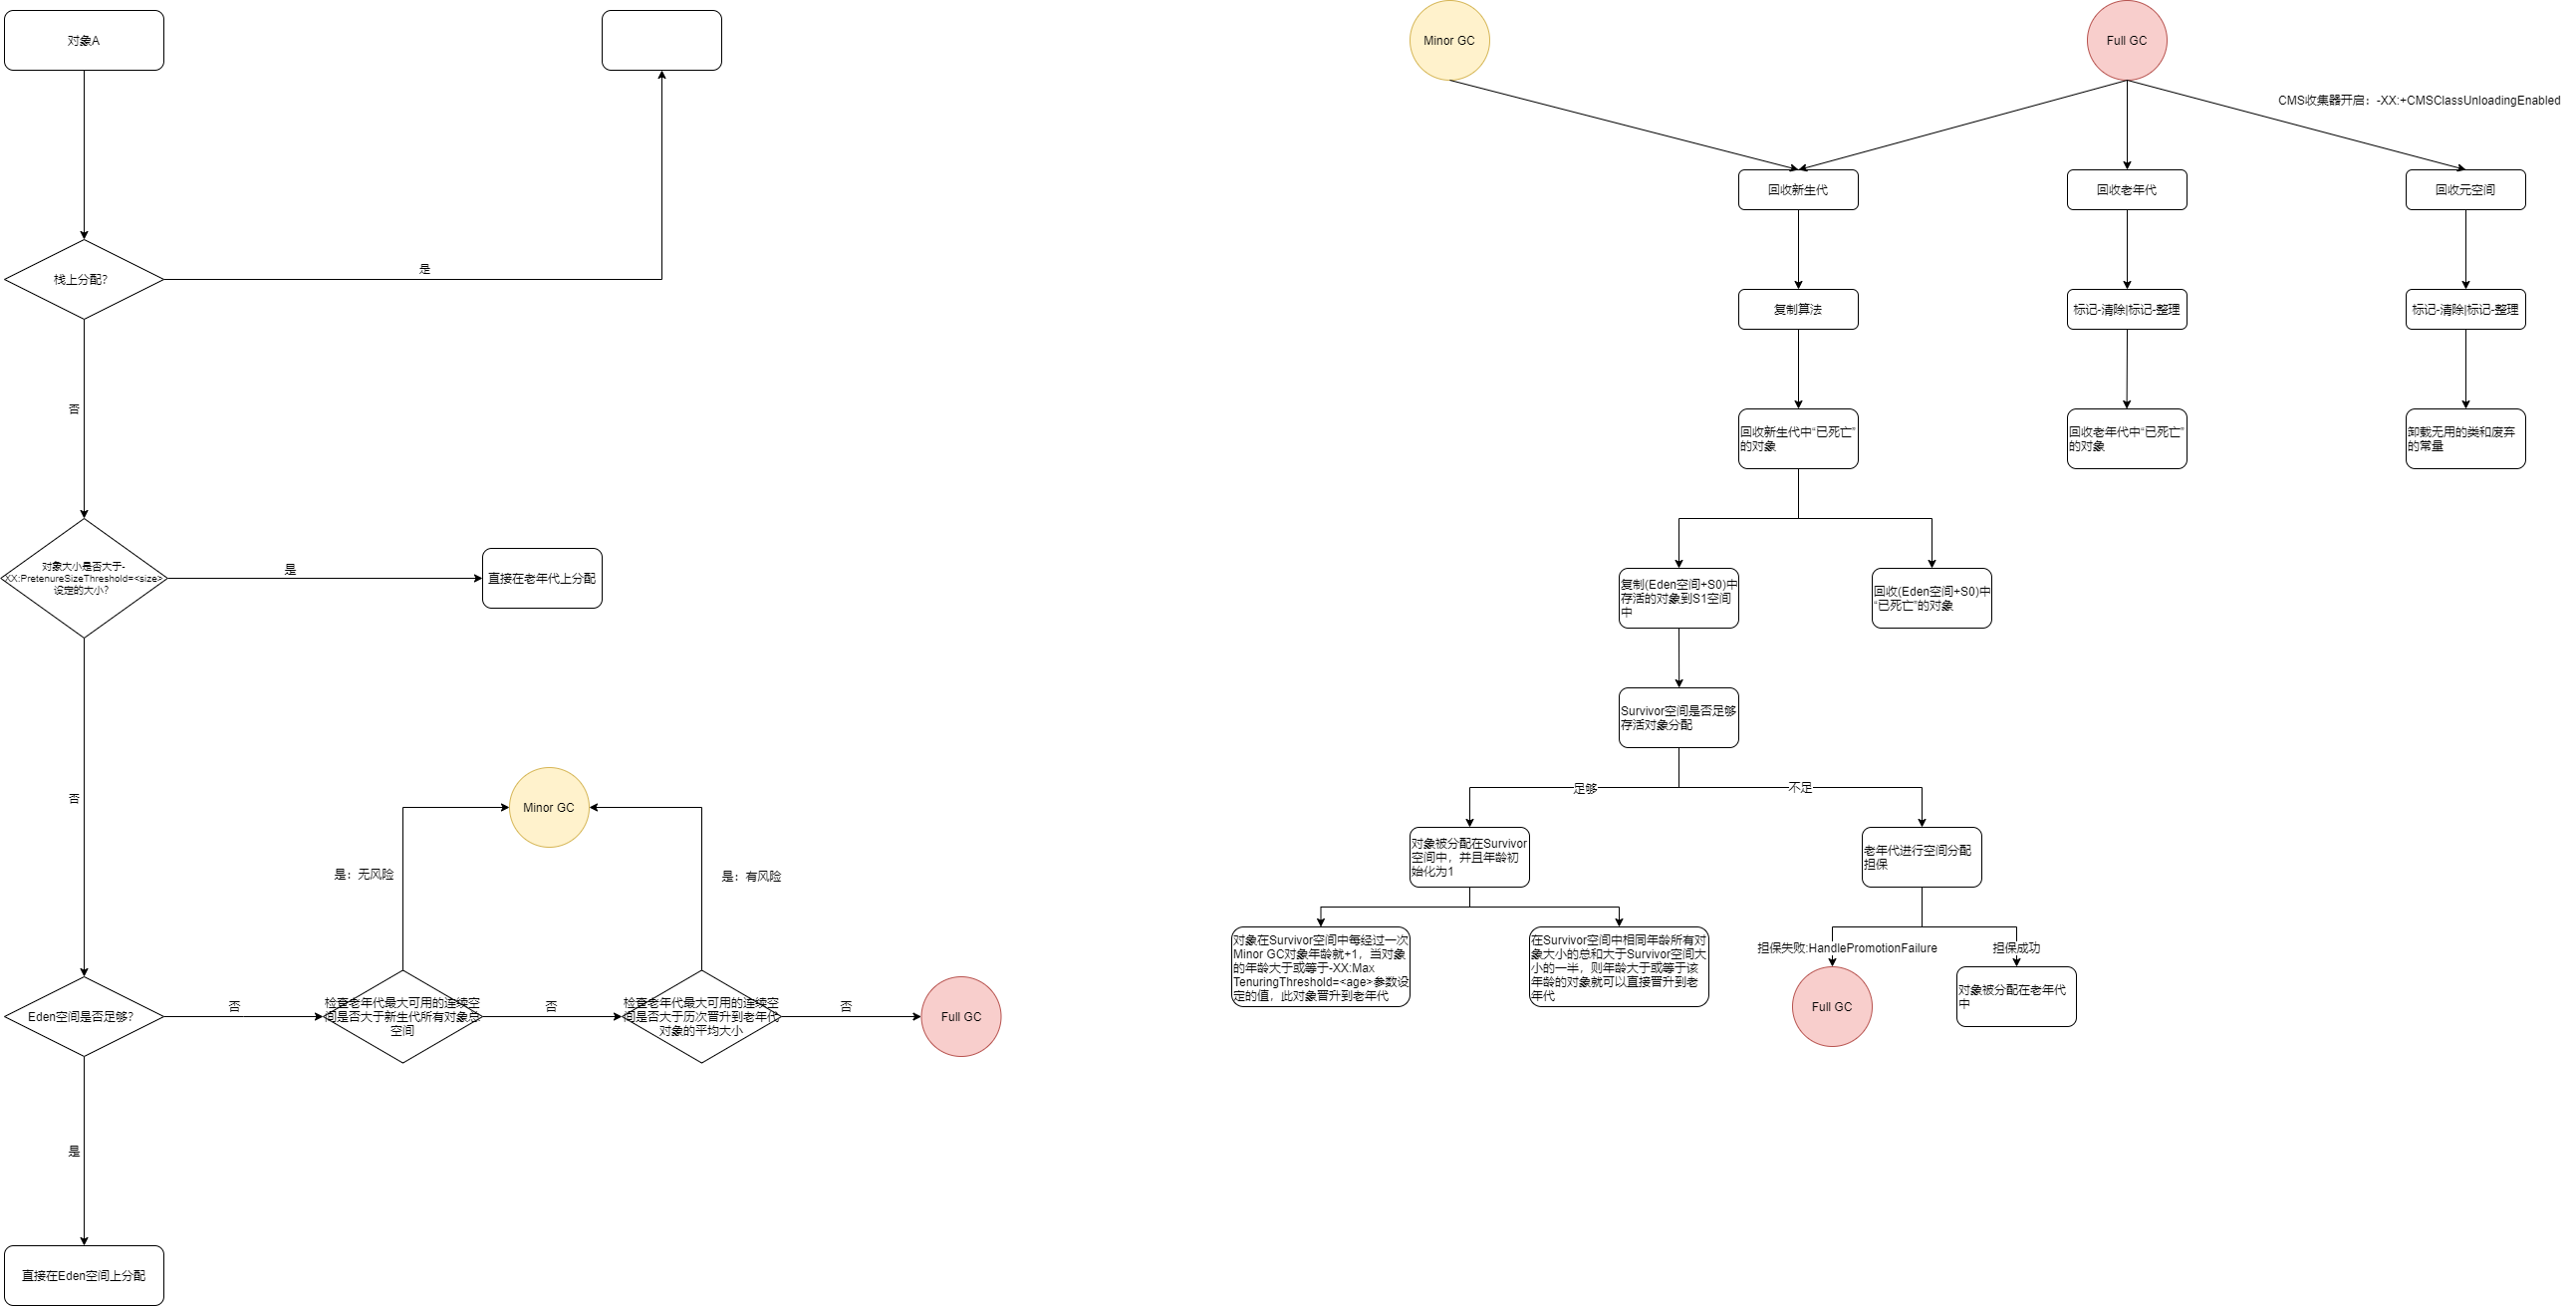 对象A
栈上分配?
是
否
对象大小是否大于-
XX:PretenureSizeThreshold=<size>
设定的大小?
是
直接在老年代上分配
否
Minor GC
是：无风险
是：有风险
Eden空间是否足够?
否
检查老年代最大可用的连续空
间是否大于新生代所有对象总
空间
否
检查老年代最大可用的连续空
间是否大于历次晋升到老年代
对象的平均大小
否
Full GC
是
直接在Eden空间上分配
Minor GC
Full GC
CMS收集器开启：-XX:+CMSClassUnloadingEnabled
回收新生代
回收老年代
回收元空间
复制算法
标记-清除|标记-整理
标记-清除|标记-整理
回收新生代中“已死亡”
的对象
回收老年代中“已死亡”
的对象
卸载无用的类和废弃
的常量
复制(Eden空间+S0)中
存活的对象到S1空间
中
回收(Eden空间+S0)中
“已死亡”的对象
Survivor空间是否足够
存活对象分配
足够
不足
对象被分配在Survivor
空间中，并且年龄初
始化为1
老年代进行空间分配
担保
对象在Survivor空间中每经过一次
Minor GC对象年龄就+1，当对象
的年龄大于或等于-XX:Max
TenuringThreshold=<age>参数设
定的值，此对象晋升到老年代
在Survivor空间中相同年龄所有对
象大小的总和大于Survivor空间大
小的一半，则年龄大于或等于该
年龄的对象就可以直接晋升到老
年代
担保失败:HandlePromotionFailure
担保成功
Full GC
对象被分配在老年代
中